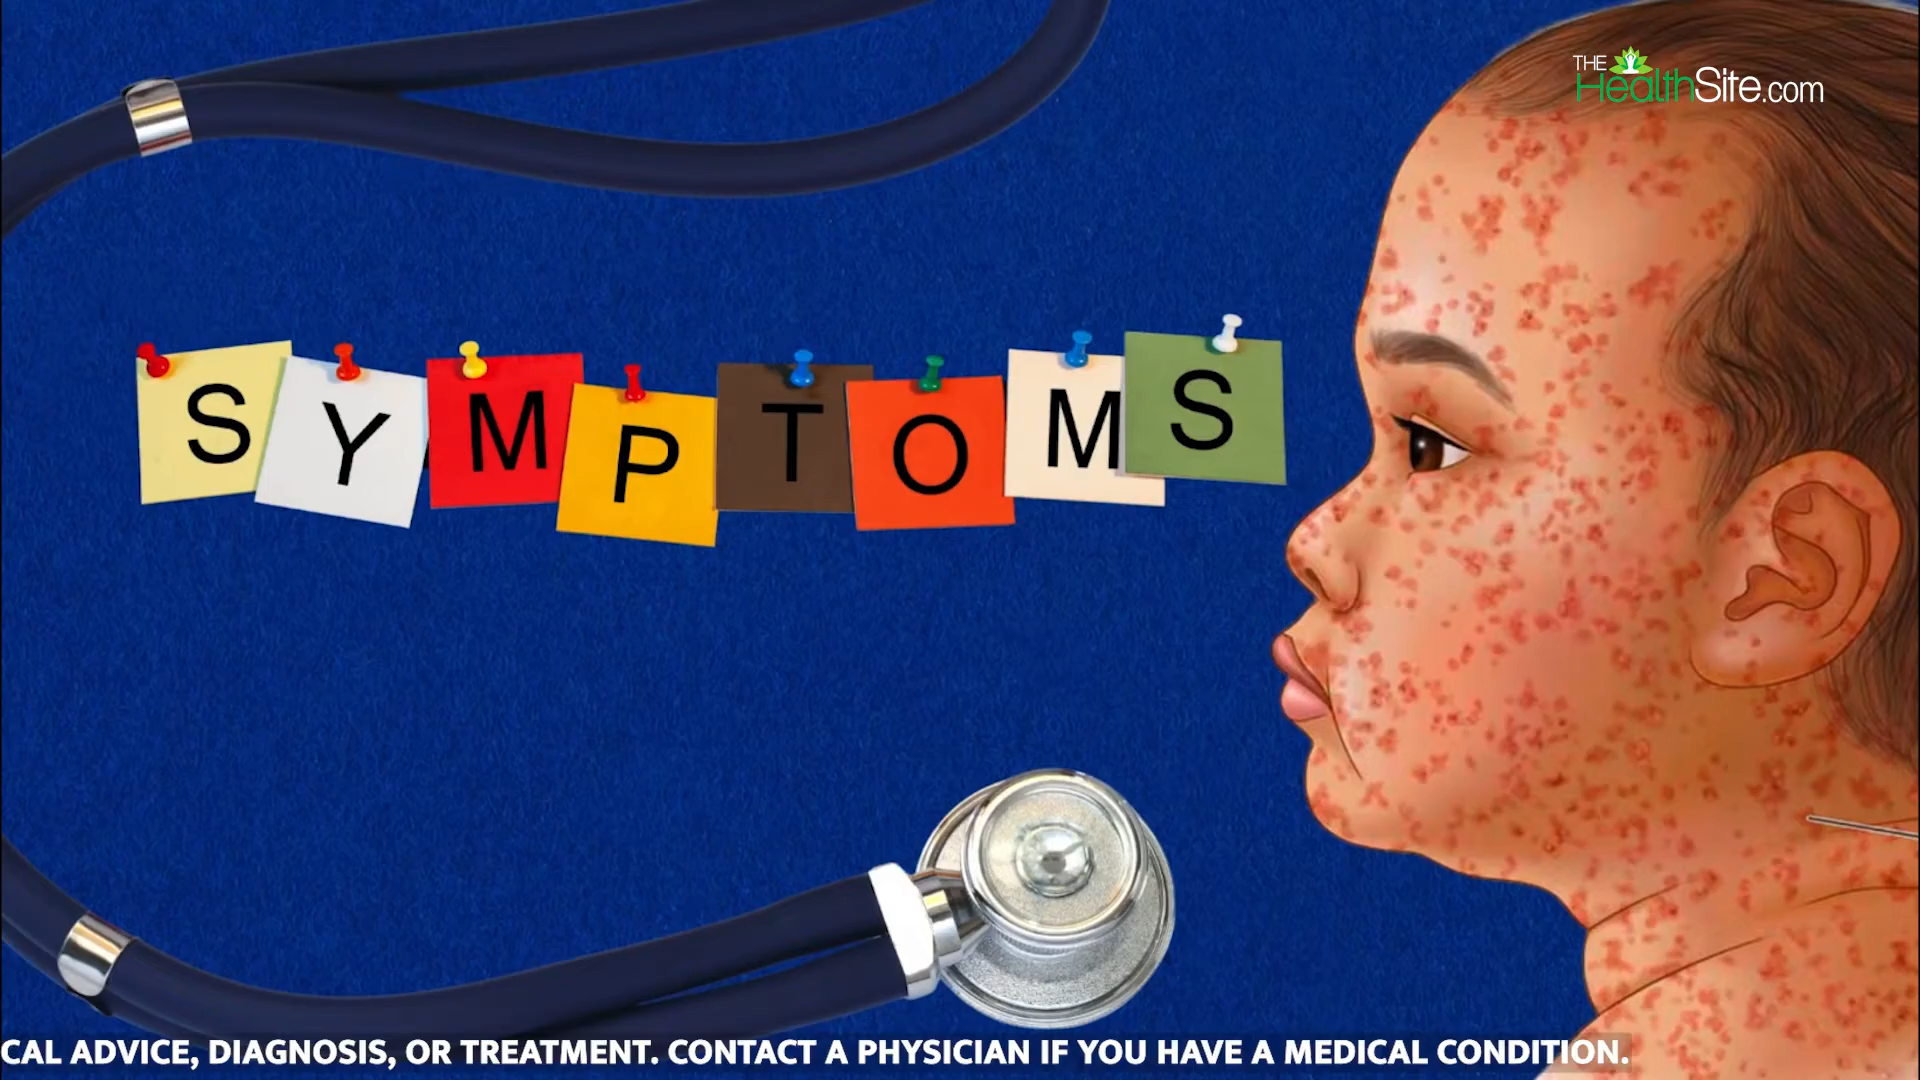 THE
HealthSite.com
SYMPTOMS
CAL ADVICE, DIAGNOSIS, OR TREATMENT. CONTACT A PHYSICIAN IF YOU HAVE A MEDICAL CONDITION.